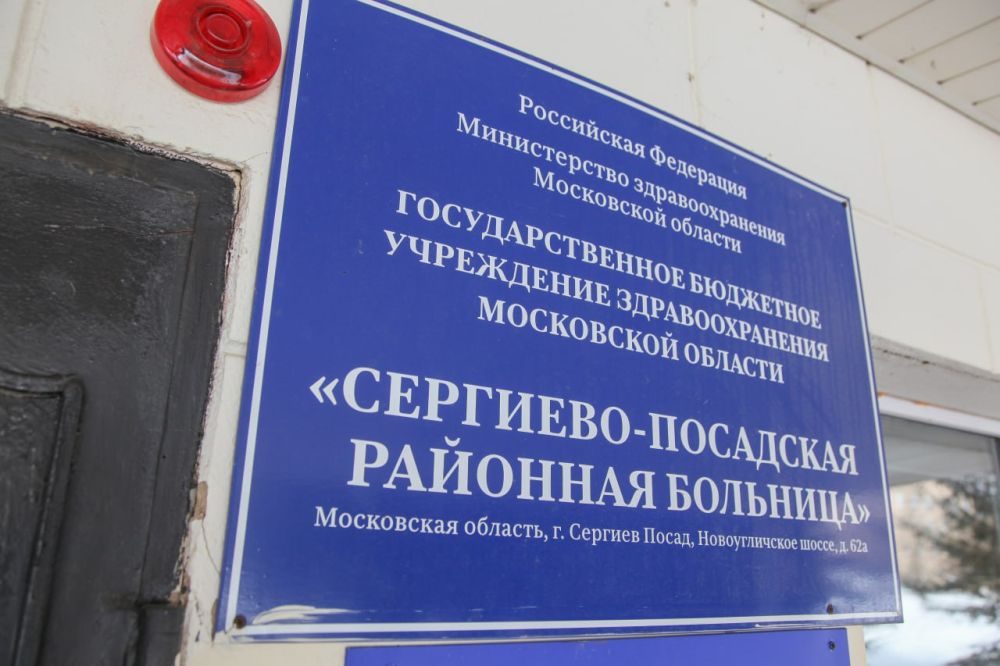 Российская Федерация
Министерство здравоохранения
Московской области
ГОСУДАРСТВЕННОЕ БЮДЖЕТНОЕ
УЧРЕЖДЕНИЕ ЗДРАВООХРАНЕНИЯ
МОСКОВСКОЙ ОБЛАСТИ
«СЕРГИЕВО-ПОСАДСКАЯ
РАЙОННАЯ БОЛЬНИЦА»
Московская область, г. Сергиев Посад, Новоугличское шоссе, д. 62а